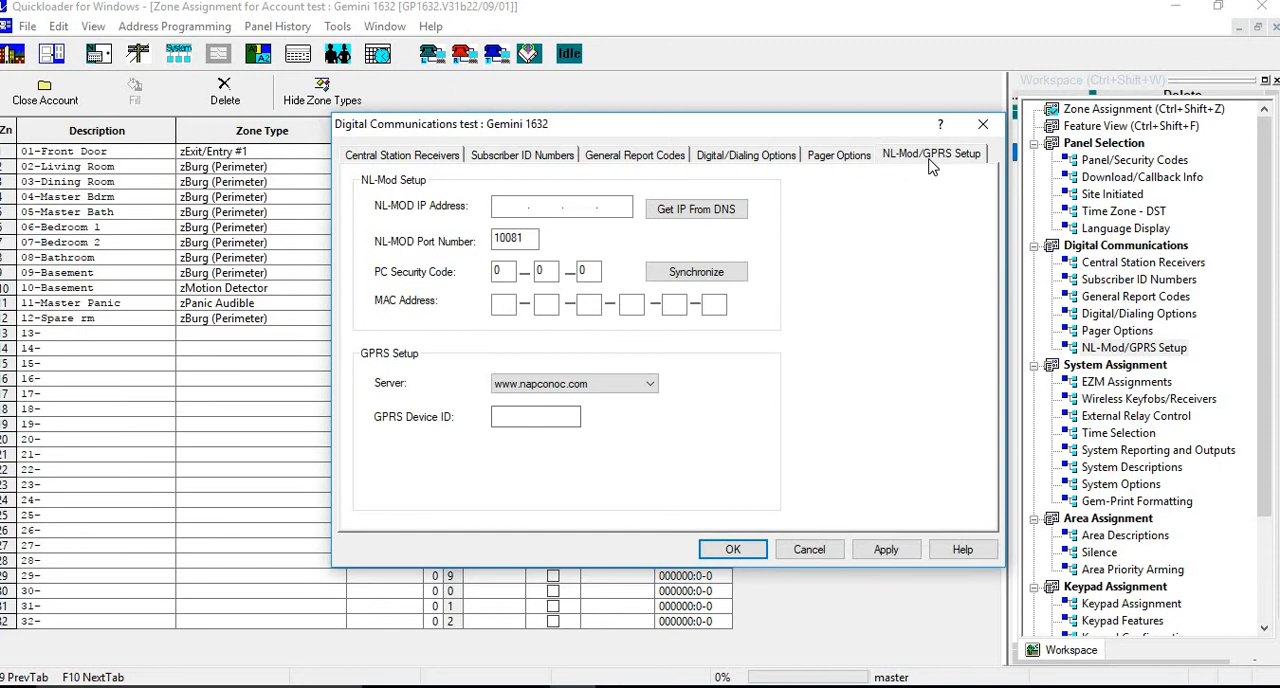 Quickloader for Windows - [Zone Assignment for Account test : Gemini 1632 [GP1632.V31b22/09/01]]
File Edit View Address Programming Panel History Tools Window Help
System A1 A2 Idle
Close Account Fill Delete Hide Zone Types
Workspace (Ctrl+Shift+W)
Zn Description Zone Type
01-Front Door zExit/Entry #1
02-Living Room zBurg (Perimeter)
03-Dining Room zBurg (Perimeter)
04-Master Bdrm zBurg (Perimeter)
05-Master Bath zBurg (Perimeter)
06-Bedroom 1 zBurg (Perimeter)
07-Bedroom 2 zBurg (Perimeter)
08-Bathroom zBurg (Perimeter)
09-Basement zBurg (Perimeter)
10-Basement zMotion Detector
11-Master Panic zPanic Audible
12-Spare rm zBurg (Perimeter)
13-
14-
15-
16-
17-
18-
19-
20-
21-
22-
23-
24-
25-
26-
27-
28-
29- 0 9 000000:0-0
30- 0 0 000000:0-0
31- 0 1 000000:0-0
32- 0 2 000000:0-0
Digital Communications test : Gemini 1632 ?
Central Station Receivers Subscriber ID Numbers General Report Codes Digital/Dialing Options Pager Options NL-Mod/GPRS Setup
NL-Mod Setup
NL-MOD IP Address: . . . Get IP From DNS
NL-MOD Port Number: 10081
PC Security Code: 0 – 0 – 0 Synchronize
MAC Address: – – – – –
GPRS Setup
Server: www.napconoc.com
GPRS Device ID:
OK Cancel Apply Help
Delete
Zone Assignment (Ctrl+Shift+Z)
Feature View (Ctrl+Shift+F)
Panel Selection
Panel/Security Codes
Download/Callback Info
Site Initiated
Time Zone - DST
Language Display
Digital Communications
Central Station Receivers
Subscriber ID Numbers
General Report Codes
Digital/Dialing Options
Pager Options
NL-Mod/GPRS Setup
System Assignment
EZM Assignments
Wireless Keyfobs/Receivers
External Relay Control
Time Selection
System Reporting and Outputs
System Descriptions
System Options
Gem-Print Formatting
Area Assignment
Area Descriptions
Silence
Area Priority Arming
Keypad Assignment
Keypad Assignment
Keypad Features
Workspace
9 PrevTab F10 NextTab 0% master